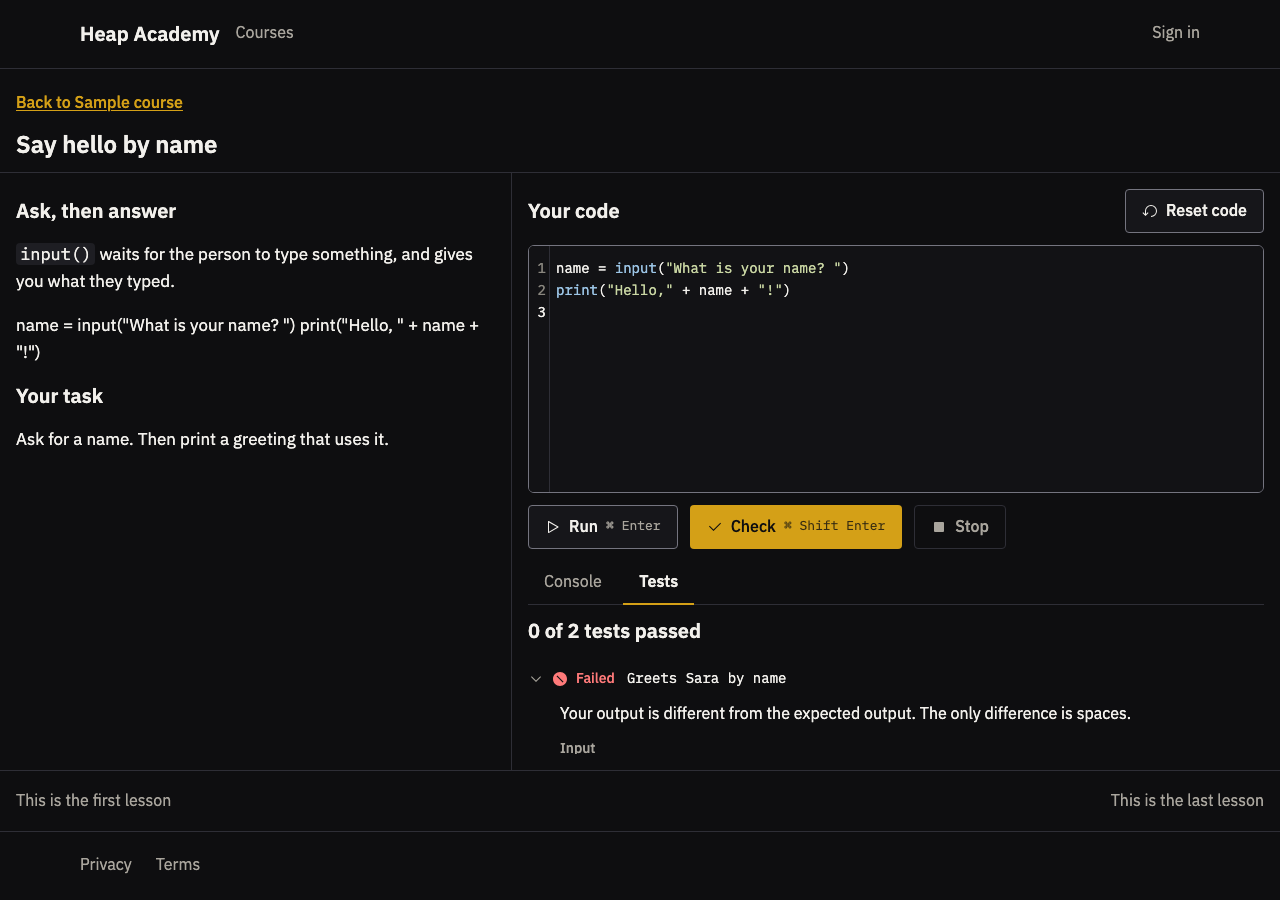 Heap Academy
Courses
Sign in
Back to Sample course
Say hello by name
Ask, then answer
input() waits for the person to type something, and gives
you what they typed.
name = input("What is your name? ") print("Hello, " + name +
"!")
Your task
Ask for a name. Then print a greeting that uses it.
Your code
Reset code
1 name = input("What is your name? ")
2 print("Hello," + name + "!")
3
Run ⌘ Enter
Check ⌘ Shift Enter
Stop
Console
Tests
0 of 2 tests passed
Failed Greets Sara by name
Your output is different from the expected output. The only difference is spaces.
Input
This is the first lesson
This is the last lesson
Privacy
Terms